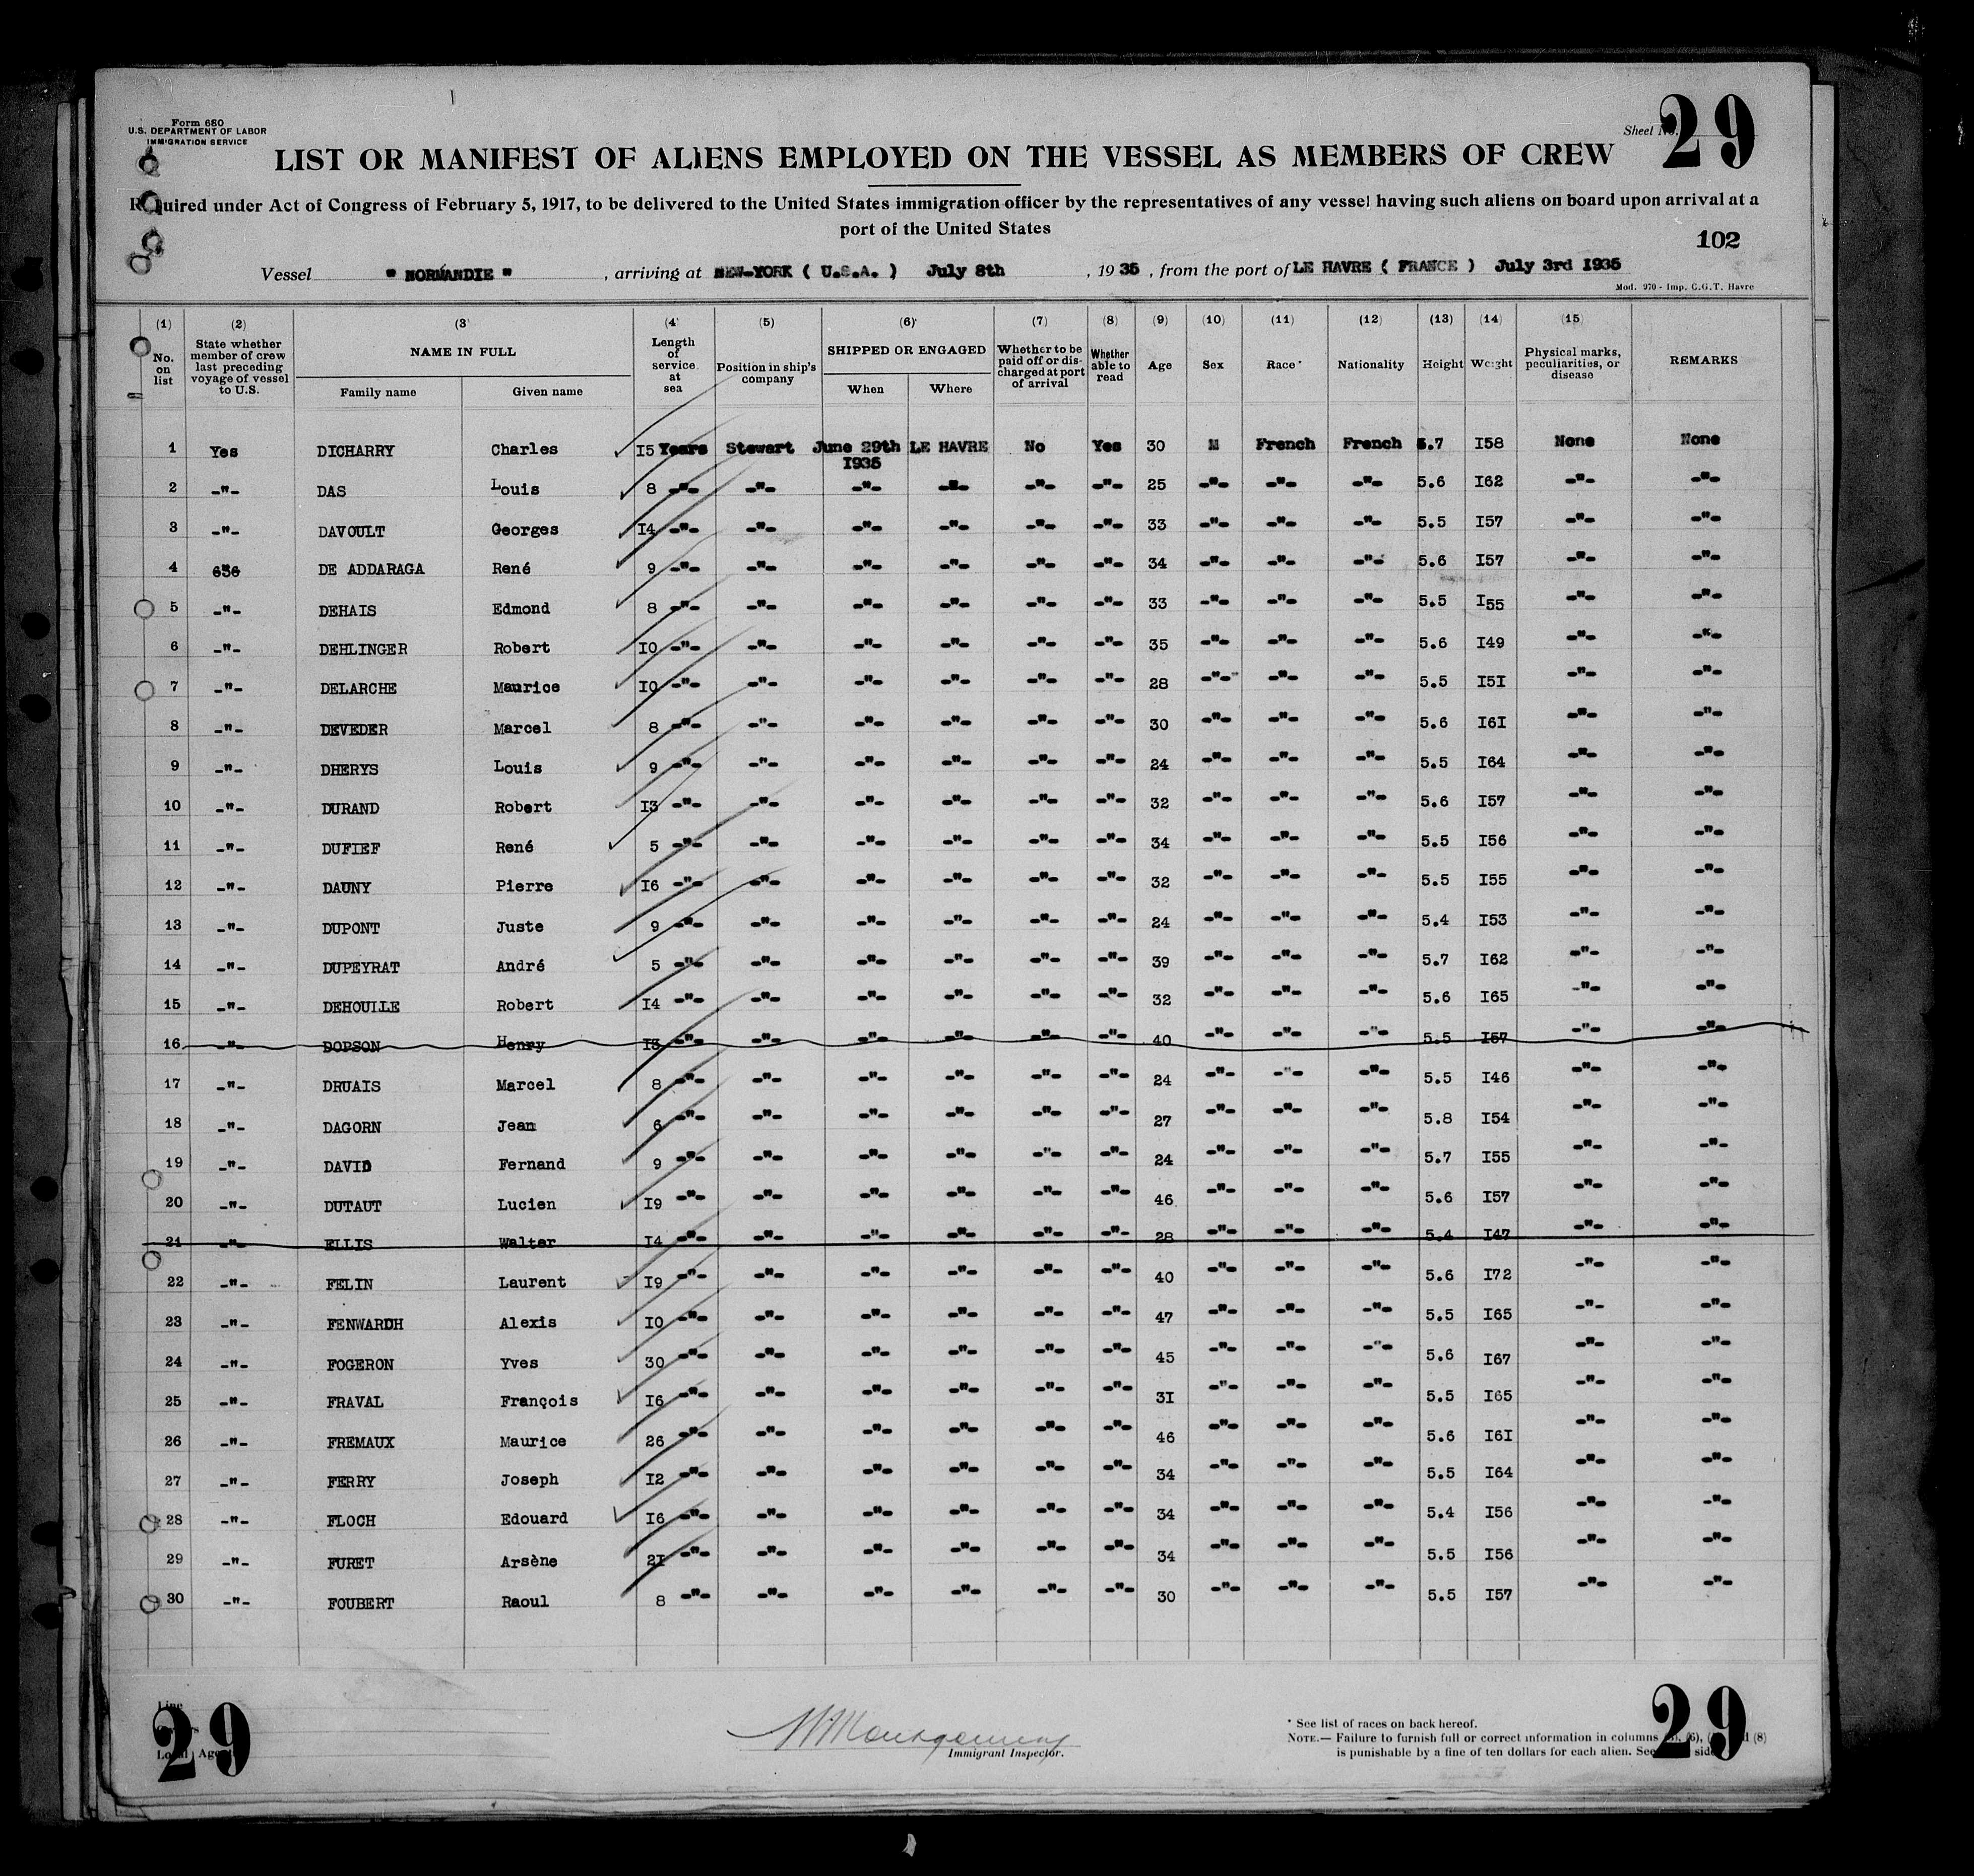 Form 680
U.S. DEPARTMENT OF LABOR
IMMIGRATION SERVICE
Sheet No. 29
LIST OR MANIFEST OF ALIENS EMPLOYED ON THE VESSEL AS MEMBERS OF CREW
Required under Act of Congress of February 5, 1917, to be delivered to the United States immigration officer by the representatives of any vessel having such aliens on board upon arrival at a
port of the United States
102
Vessel " NORMANDIE " , arriving at NEW-YORK ( U.S.A. ) July 8th , 19 35 , from the port of LE HAVRE ( FRANCE ) July 3rd I935
Mod. 970 - Imp. C.G.T. Havre
(1) (2) (3) (4) (5) (6) (7) (8) (9) (10) (11) (12) (13) (14) (15)
No. on list State whether member of crew last preceding voyage of vessel to U.S. NAME IN FULL Family name Given name Length of service at sea Position in ship's company SHIPPED OR ENGAGED When Where Whether to be paid off or discharged at port of arrival Whether able to read Age Sex Race * Nationality Height Weight Physical marks, peculiarities, or disease REMARKS
1 Yes DICHARRY Charles I5 Years Stewart June 29th I935 LE HAVRE No Yes 30 M French French 5.7 I58 None None
2 -"- DAS Louis 8 -"- -"- -"- -"- -"- -"- 25 -"- -"- -"- 5.6 I62 -"- -"-
3 -"- DAVOULT Georges I4 -"- -"- -"- -"- -"- -"- 33 -"- -"- -"- 5.5 I57 -"- -"-
4 DE ADDARAGA René 9 -"- -"- -"- -"- -"- -"- 34 -"- -"- -"- 5.6 I57 -"- -"-
5 -"- DEHAIS Edmond 8 -"- -"- -"- -"- -"- -"- 33 -"- -"- -"- 5.5 I55 -"- -"-
6 -"- DEHLINGER Robert I0 -"- -"- -"- -"- -"- -"- 35 -"- -"- -"- 5.6 I49 -"- -"-
7 -"- DELARCHE Maurice I0 -"- -"- -"- -"- -"- -"- 28 -"- -"- -"- 5.5 I5I -"- -"-
8 -"- DEVEDER Marcel 8 -"- -"- -"- -"- -"- -"- 30 -"- -"- -"- 5.6 I6I -"- -"-
9 -"- DHERYS Louis 9 -"- -"- -"- -"- -"- -"- 24 -"- -"- -"- 5.5 I64 -"- -"-
10 -"- DURAND Robert I3 -"- -"- -"- -"- -"- -"- 32 -"- -"- -"- 5.6 I57 -"- -"-
11 -"- DUFIEF René 5 -"- -"- -"- -"- -"- -"- 34 -"- -"- -"- 5.5 I56 -"- -"-
12 -"- DAUNY Pierre I6 -"- -"- -"- -"- -"- -"- 32 -"- -"- -"- 5.5 I55 -"- -"-
13 -"- DUPONT Juste 9 -"- -"- -"- -"- -"- -"- 24 -"- -"- -"- 5.4 I53 -"- -"-
14 -"- DUPEYRAT André 5 -"- -"- -"- -"- -"- -"- 39 -"- -"- -"- 5.7 I62 -"- -"-
15 -"- DEHOULLE Robert I4 -"- -"- -"- -"- -"- -"- 32 -"- -"- -"- 5.6 I65 -"- -"-
16 -"- DOPSON Henry I3 -"- -"- -"- -"- -"- -"- 40 -"- -"- -"- 5.5 I57 -"- -"-
17 -"- DRUAIS Marcel 8 -"- -"- -"- -"- -"- -"- 24 -"- -"- -"- 5.5 I46 -"- -"-
18 -"- DAGORN Jean 6 -"- -"- -"- -"- -"- -"- 27 -"- -"- -"- 5.8 I54 -"- -"-
19 -"- DAVID Fernand 9 -"- -"- -"- -"- -"- -"- 24 -"- -"- -"- 5.7 I55 -"- -"-
20 -"- DUTAUT Lucien I9 -"- -"- -"- -"- -"- -"- 46 -"- -"- -"- 5.6 I57 -"- -"-
21 -"- ELLIS Walter I4 -"- -"- -"- -"- -"- -"- 28 -"- -"- -"- 5.4 I47 -"- -"-
22 -"- FELIN Laurent I9 -"- -"- -"- -"- -"- -"- 40 -"- -"- -"- 5.6 I72 -"- -"-
23 -"- FENWARDH Alexis I0 -"- -"- -"- -"- -"- -"- 47 -"- -"- -"- 5.5 I65 -"- -"-
24 -"- FOGERON Yves 30 -"- -"- -"- -"- -"- -"- 45 -"- -"- -"- 5.6 I67 -"- -"-
25 -"- FRAVAL François I6 -"- -"- -"- -"- -"- -"- 3I -"- -"- -"- 5.5 I65 -"- -"-
26 -"- FREMAUX Maurice 26 -"- -"- -"- -"- -"- -"- 46 -"- -"- -"- 5.6 I6I -"- -"-
27 -"- FERRY Joseph I2 -"- -"- -"- -"- -"- -"- 34 -"- -"- -"- 5.5 I64 -"- -"-
28 -"- FLOCH Edouard I6 -"- -"- -"- -"- -"- -"- 34 -"- -"- -"- 5.4 I56 -"- -"-
29 -"- FURET Arsène 2I -"- -"- -"- -"- -"- -"- 34 -"- -"- -"- 5.5 I56 -"- -"-
30 -"- FOUBERT Raoul 8 -"- -"- -"- -"- -"- -"- 30 -"- -"- -"- 5.5 I57 -"- -"-
Line
Local Agent
29
Montgomery
Immigrant Inspector.
* See list of races on back hereof.
NOTE.— Failure to furnish full or correct information in columns (6), (8)
is punishable by a fine of ten dollars for each alien. See side
29